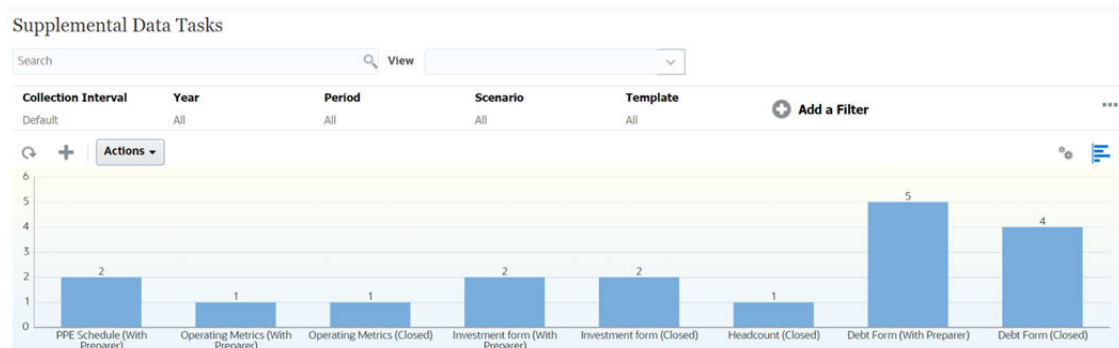 Supplemental Data Tasks
Search View
Collection Interval Year Period Scenario Template Add a Filter
Default All All All All
Actions
6
5
4
3
2
1
0
2 1 1 2 2 1 5 4
PPE Schedule (With Preparer)
Operating Metrics (With Preparer)
Operating Metrics (Closed)
Investment form (With Preparer)
Investment form (Closed)
Headcount (Closed)
Debt Form (With Preparer)
Debt Form (Closed)